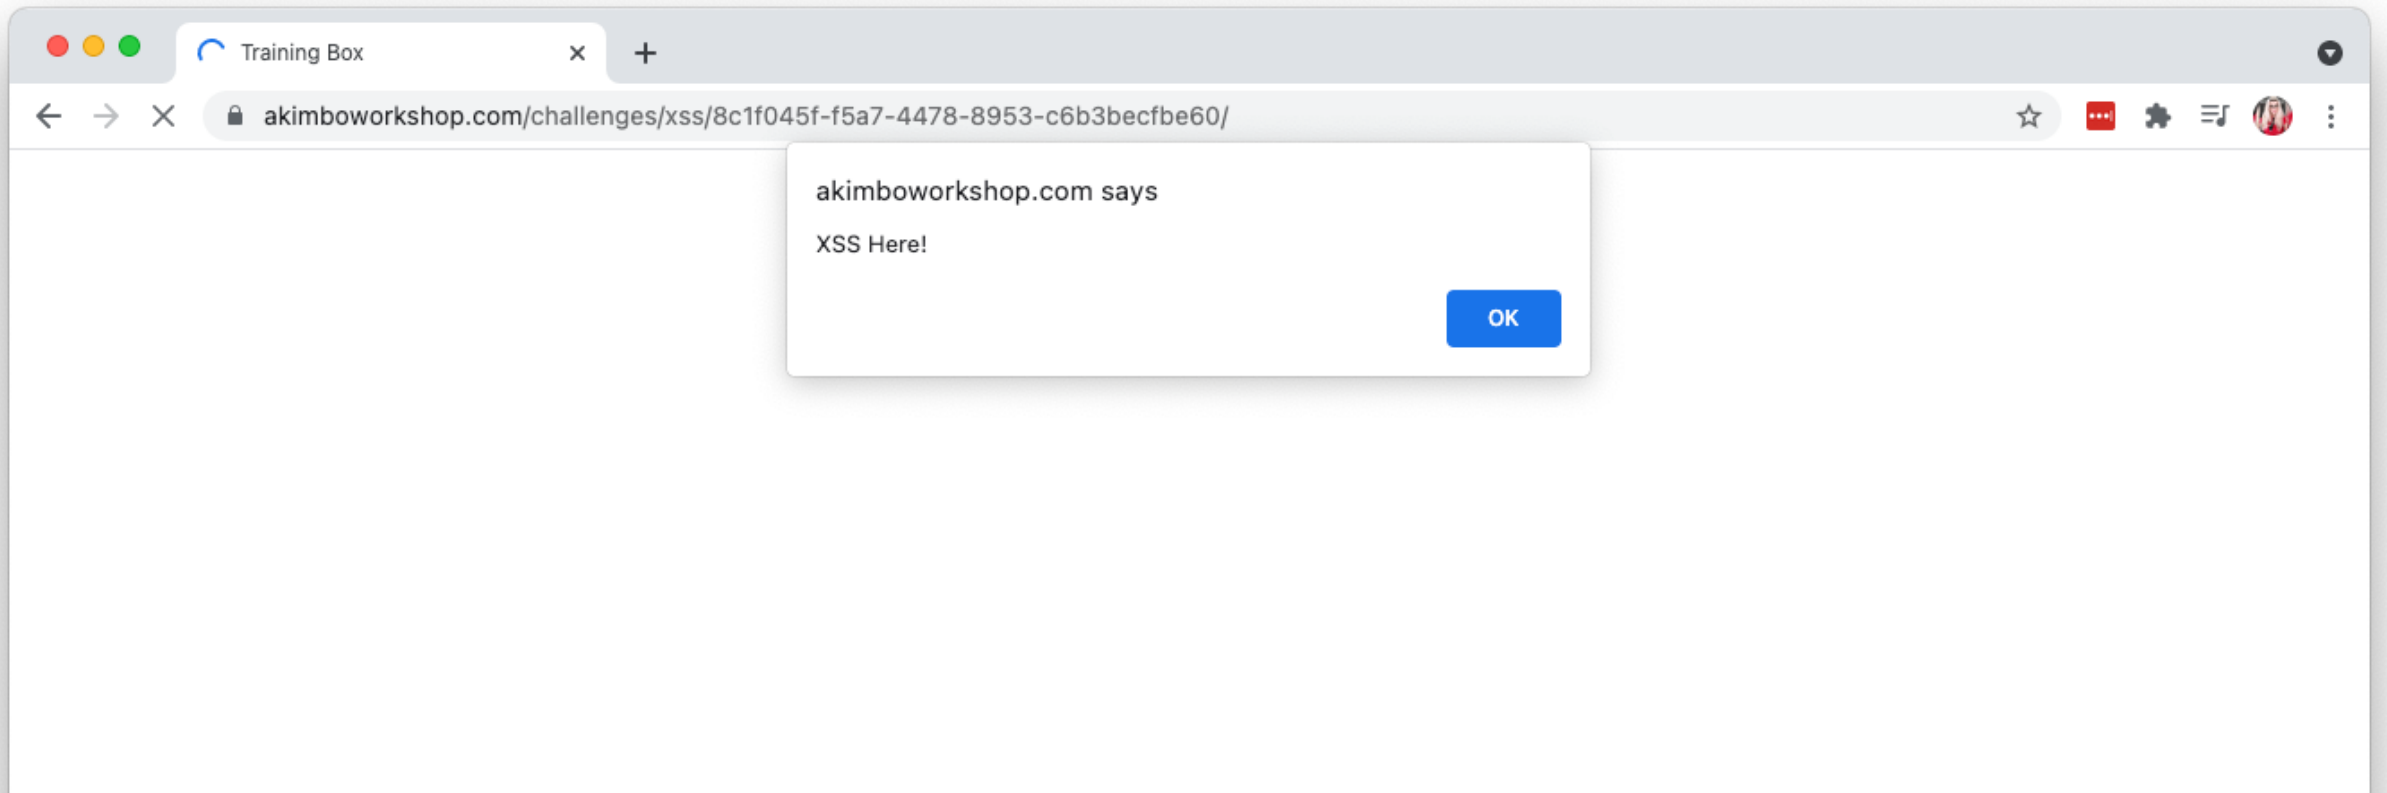 Training Box
akimboworkshop.com/challenges/xss/8c1f045f-f5a7-4478-8953-c6b3becfbe60/
akimboworkshop.com says
XSS Here!
OK